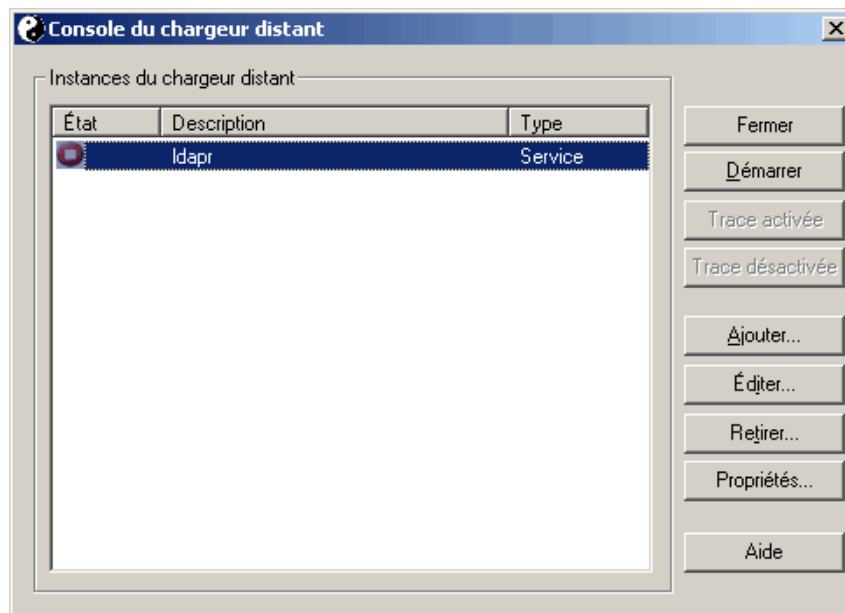 Console du chargeur distant
Instances du chargeur distant
État Description Type
ldapr Service
Fermer
Démarrer
Trace activée
Trace désactivée
Ajouter...
Éditer...
Retirer...
Propriétés...
Aide